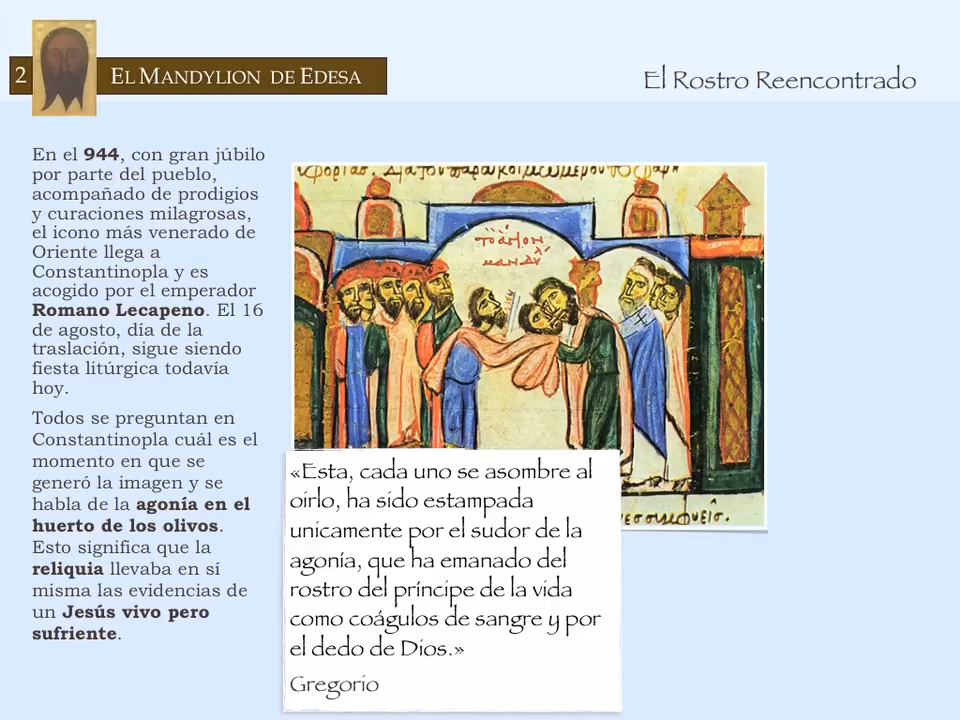 2
EL MANDYLION DE EDESA
El Rostro Reencontrado
En el 944, con gran júbilo
por parte del pueblo,
acompañado de prodigios
y curaciones milagrosas,
el icono más venerado de
Oriente llega a
Constantinopla y es
acogido por el emperador
Romano Lecapeno. El 16
de agosto, día de la
traslación, sigue siendo
fiesta litúrgica todavía
hoy.
Todos se preguntan en
Constantinopla cuál es el
momento en que se
generó la imagen y se
habla de la agonía en el
huerto de los olivos.
Esto significa que la
reliquia llevaba en sí
misma las evidencias de
un Jesús vivo pero
sufriente.
«Esta, cada uno se asombre al
oirlo, ha sido estampada
unicamente por el sudor de la
agonía, que ha emanado del
rostro del príncipe de la vida
como coágulos de sangre y por
el dedo de Dios.»
Gregorio